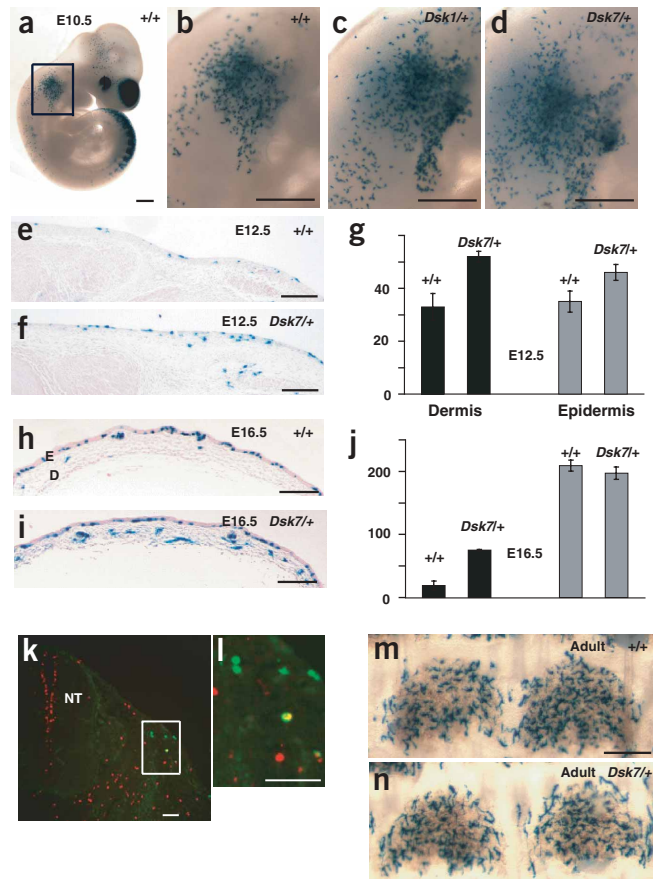 a E10.5 +/+
b +/+
c Dsk1/+
d Dsk7/+
e E12.5 +/+
f E12.5 Dsk7/+
g
Dsk7/+
+/+
Dsk7/+
+/+
40
20
0
E12.5
Dermis Epidermis
h E16.5 +/+
E
D
i E16.5 Dsk7/+
j
+/+ Dsk7/+
200
Dsk7/+
100
+/+
E16.5
0
k
NT
l
m Adult +/+
n Adult Dsk7/+